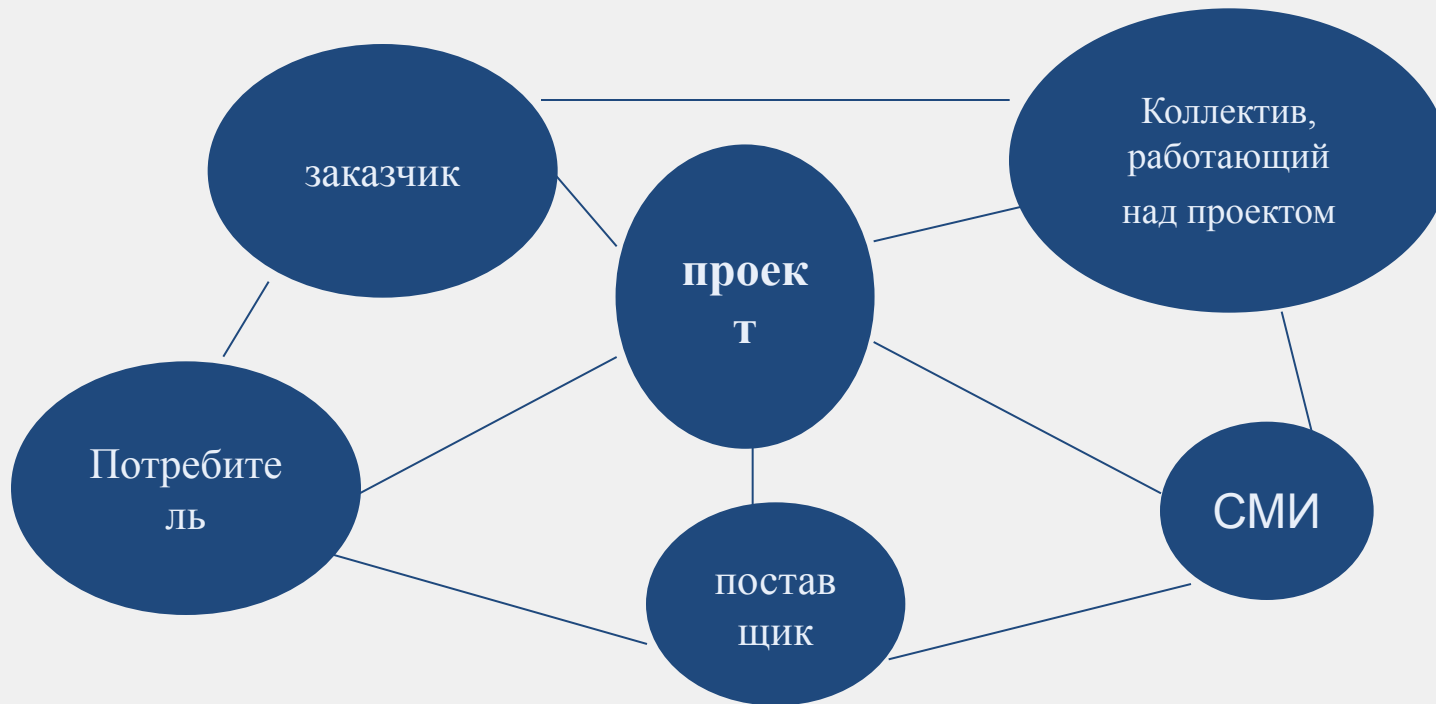 заказчик
Коллектив,
работающий
над проектом
проек
т
Потребите
ль
постав
щик
СМИ